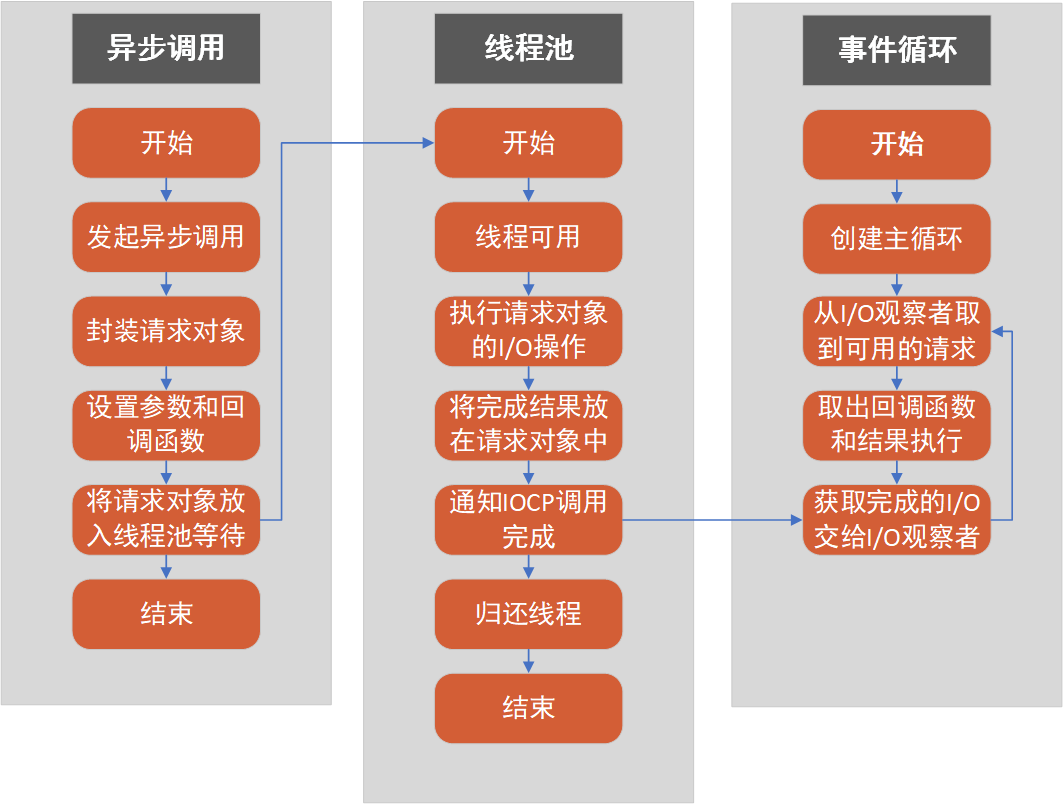 异步调用
开始
发起异步调用
封装请求对象
设置参数和回
调函数
将请求对象放
入线程池等待
结束
线程池
开始
线程可用
执行请求对象
的I/O操作
将完成结果放
在请求对象中
通知IOCP调用
完成
归还线程
结束
事件循环
开始
创建主循环
从I/O观察者取
到可用的请求
取出回调函数
和结果执行
获取完成的I/O
交给I/O观察者